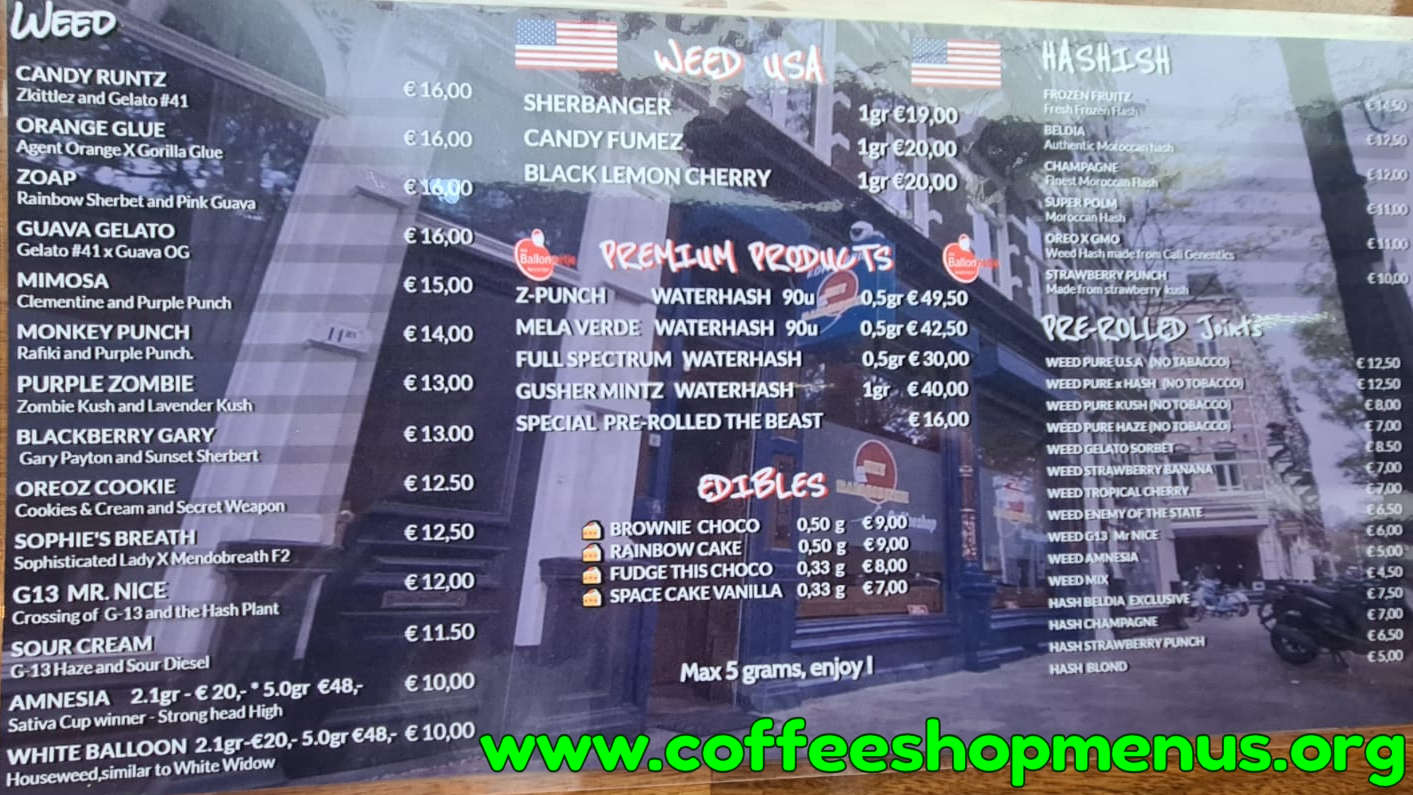 WEED
CANDY RUNTZ € 16,00
Zkittlez and Gelato #41
ORANGE GLUE € 16,00
Agent Orange X Gorilla Glue
ZOAP € 16,00
Rainbow Sherbet and Pink Guava
GUAVA GELATO € 16,00
Gelato #41 x Guava OG
MIMOSA € 15,00
Clementine and Purple Punch
MONKEY PUNCH € 14,00
Rafiki and Purple Punch.
PURPLE ZOMBIE € 13,00
Zombie Kush and Lavender Kush
BLACKBERRY GARY € 13.00
Gary Payton and Sunset Sherbert
OREOZ COOKIE € 12.50
Cookies & Cream and Secret Weapon
SOPHIE'S BREATH € 12,50
Sophisticated Lady X Mendobreath F2
G13 MR. NICE € 12,00
Crossing of G-13 and the Hash Plant
SOUR CREAM € 11.50
G-13 Haze and Sour Diesel
AMNESIA 2.1gr - € 20,- * 5.0gr €48,- € 10,00
Sativa Cup winner - Strong head High
WHITE BALLOON 2.1gr-€20,- 5.0gr €48,- € 10,00
Houseweed,similar to White Widow
WEED USA
SHERBANGER 1gr €19,00
CANDY FUMEZ 1gr €20,00
BLACK LEMON CHERRY 1gr €20,00
Ballongetje
PREMIUM PRODUCTS
Z-PUNCH WATERHASH 90u 0,5gr € 49,50
MELA VERDE WATERHASH 90u 0,5gr € 42,50
FULL SPECTRUM WATERHASH 0,5gr € 30,00
GUSHER MINTZ WATERHASH 1gr € 40,00
SPECIAL PRE-ROLLED THE BEAST € 16,00
EDIBLES
BROWNIE CHOCO 0,50 g € 9,00
RAINBOW CAKE 0,50 g € 9,00
FUDGE THIS CHOCO 0,33 g € 8,00
SPACE CAKE VANILLA 0,33 g € 7,00
Max 5 grams, enjoy !
HASHISH
FROZEN FRUITZ € 14,50
Fresh Frozen Hash
BELDIA € 12,50
Authentic Moroccan hash
CHAMPAGNE € 12,00
Finest Moroccan Hash
SUPER POLM € 11,00
Moroccan Hash
OREO X GMO € 11,00
Weed Hash made from Cali Genentics
STRAWBERRY PUNCH € 10,00
Made from strawberry kush
PRE-ROLLED Joints
WEED PURE U.S.A (NO TABACCO) € 12,50
WEED PURE x HASH (NO TOBACCO) € 12,50
WEED PURE KUSH (NO TOBACCO) € 8,00
WEED PURE HAZE (NO TOBACCO) € 7,00
WEED GELATO SORBET € 8.50
WEED STRAWBERRY BANANA € 7,00
WEED TROPICAL CHERRY € 7,00
WEED ENEMY OF THE STATE € 6,50
WEED G13 Mr NICE € 6,00
WEED AMNESIA € 5,00
WEED MIX € 4,50
HASH BELDIA EXCLUSIVE € 7,50
HASH CHAMPAGNE € 7,00
HASH STRAWBERRY PUNCH € 6,50
HASH BLOND € 5,00
www.coffeeshopmenus.org